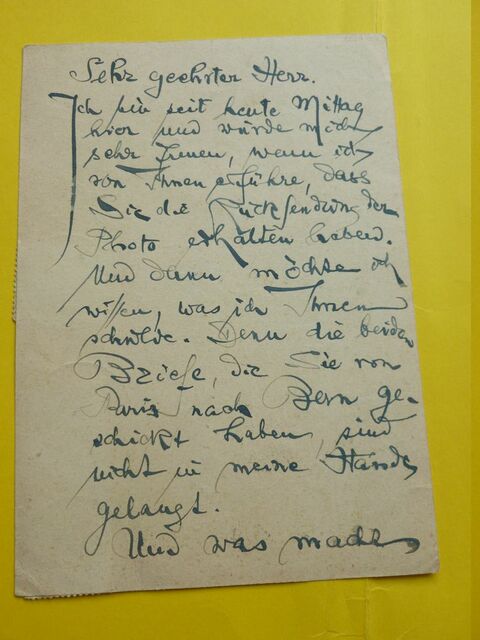 Sehr geehrter Herr.
Ich bin seit heute Mittag
hier und würde mich
sehr freuen, wenn ich
von Ihnen erführe, dass
Sie die Rücksendung der
Photo erhalten haben.
Und dann möchte ich
wissen, was ich Ihnen
schulde. Denn die beiden
Briefe, die Sie von
Paris nach Bern ge-
schickt haben, sind
nicht in meine Hände
gelangt.
Und was macht